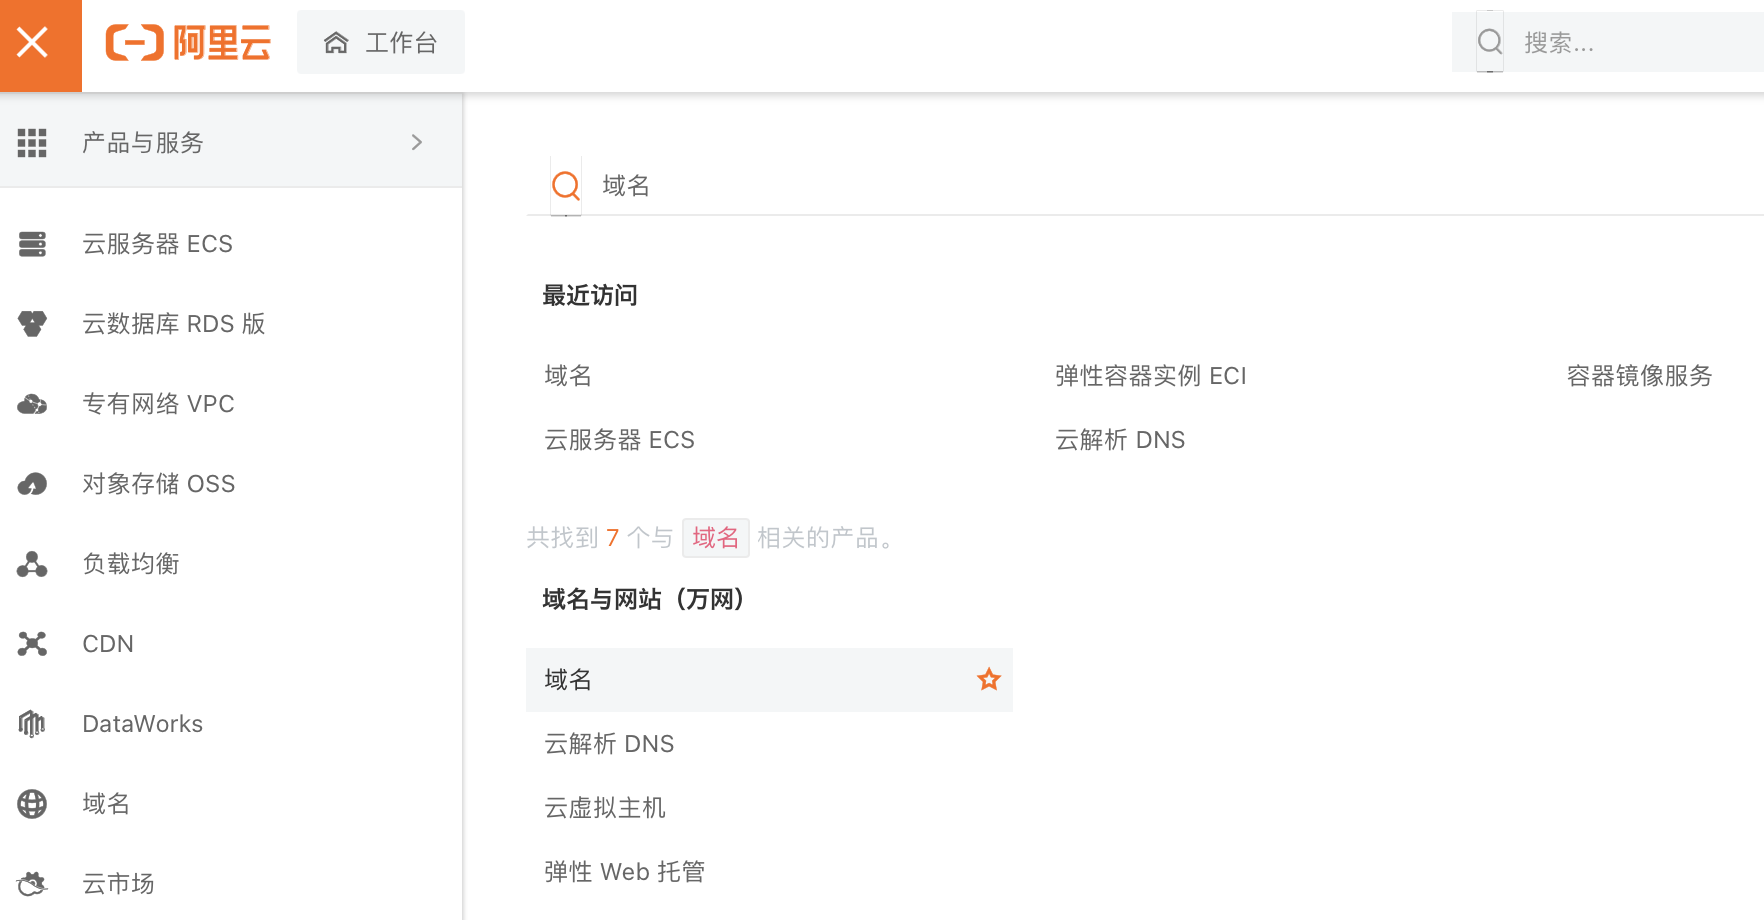 阿里云
工作台
搜索...
产品与服务
云服务器 ECS
云数据库 RDS 版
专有网络 VPC
对象存储 OSS
负载均衡
CDN
DataWorks
域名
云市场
域名
最近访问
域名 弹性容器实例 ECI 容器镜像服务
云服务器 ECS 云解析 DNS
共找到 7 个与 域名 相关的产品。
域名与网站（万网）
域名
云解析 DNS
云虚拟主机
弹性 Web 托管